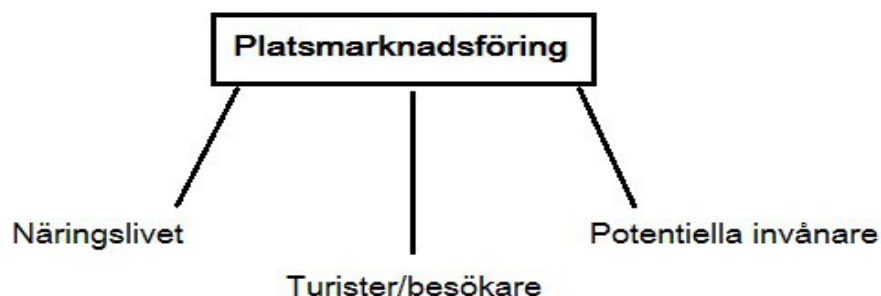 Platsmarknadsföring
Näringslivet
Potentiella invånare
Turister/besökare